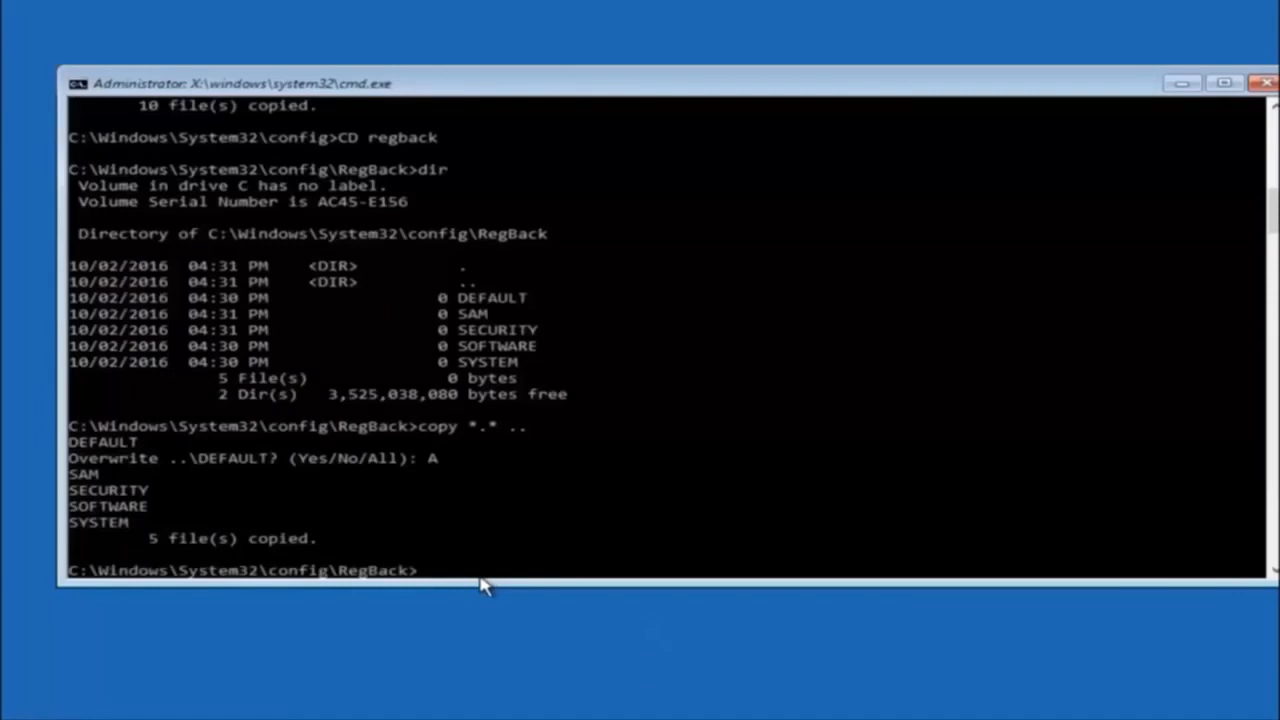 Administrator: X:\windows\system32\cmd.exe
10 file(s) copied.
C:\Windows\System32\config>CD regback
C:\Windows\System32\config\RegBack>dir
Volume in drive C has no label.
Volume Serial Number is AC45-E156
Directory of C:\Windows\System32\config\RegBack
10/02/2016 04:31 PM <DIR> .
10/02/2016 04:31 PM <DIR> ..
10/02/2016 04:30 PM 0 DEFAULT
10/02/2016 04:31 PM 0 SAM
10/02/2016 04:31 PM 0 SECURITY
10/02/2016 04:30 PM 0 SOFTWARE
10/02/2016 04:30 PM 0 SYSTEM
5 File(s) 0 bytes
2 Dir(s) 3,525,038,080 bytes free
C:\Windows\System32\config\RegBack>copy *.* ..
DEFAULT
Overwrite ..\DEFAULT? (Yes/No/All): A
SAM
SECURITY
SOFTWARE
SYSTEM
5 file(s) copied.
C:\Windows\System32\config\RegBack>